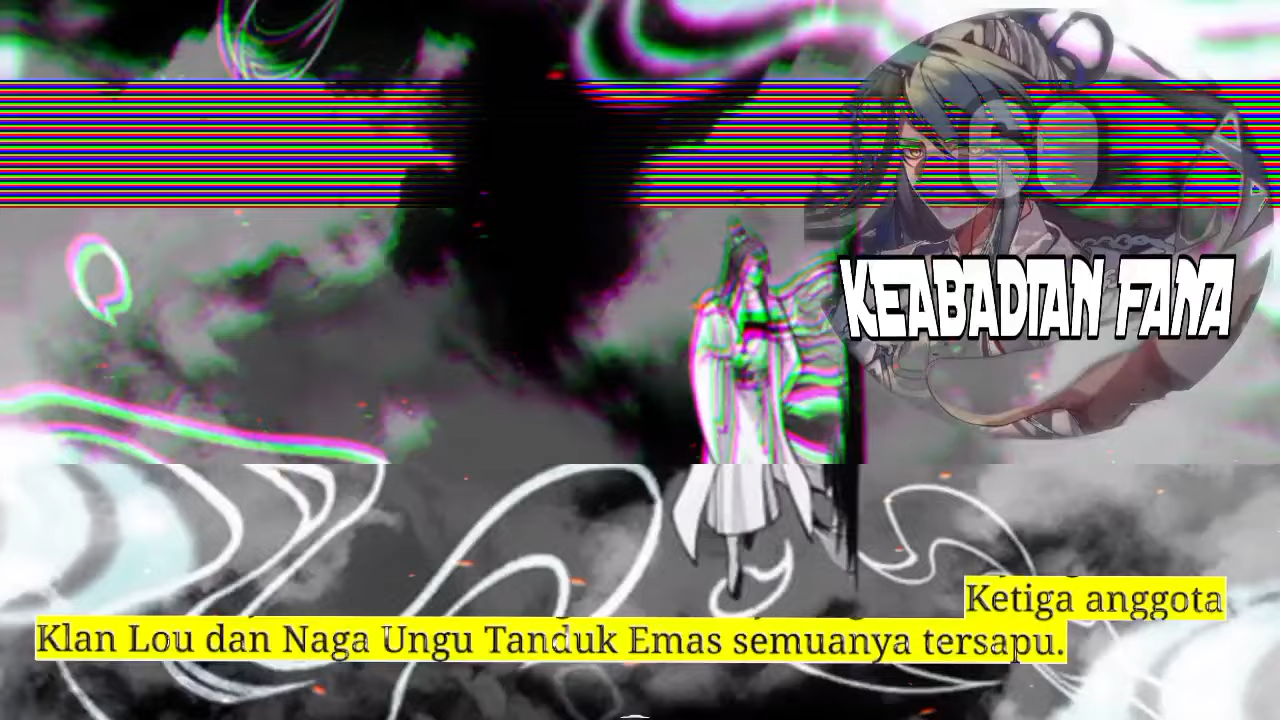 KEABADIAN FANA
Ketiga anggota
Klan Lou dan Naga Ungu Tanduk Emas semuanya tersapu.